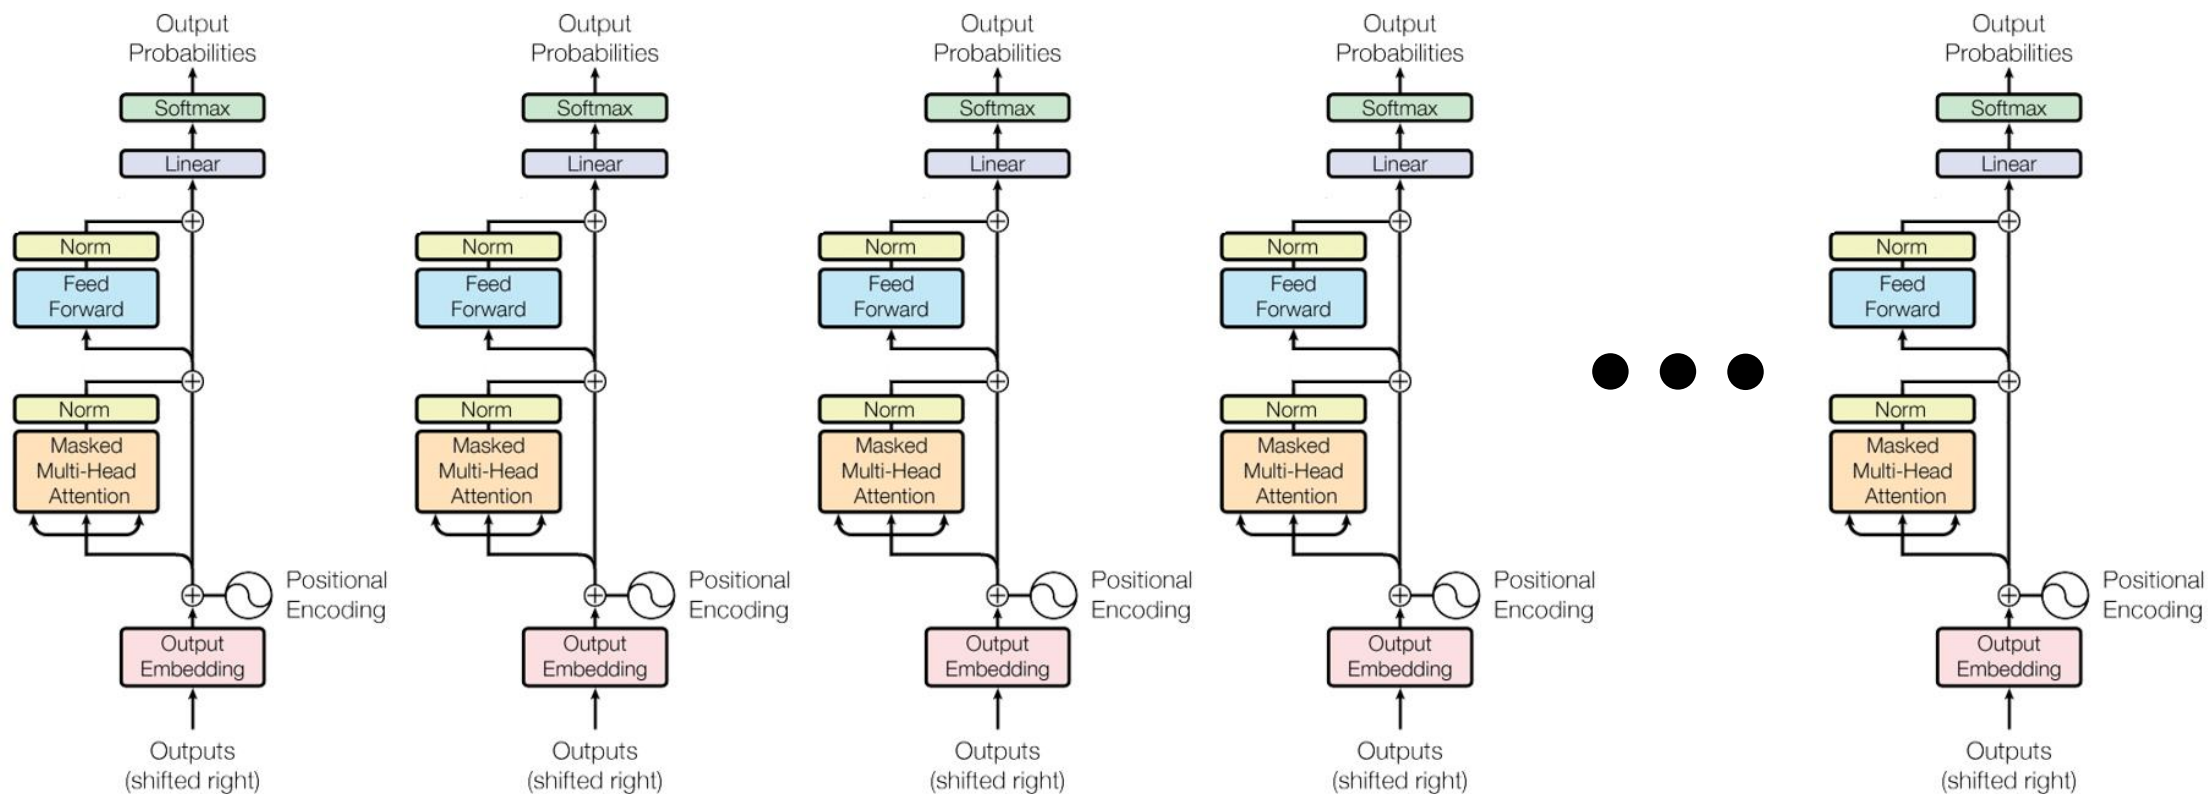 Output
Probabilities
Softmax
Linear
Norm
Feed
Forward
Norm
Masked
Multi-Head
Attention
Positional
Encoding
Output
Embedding
Outputs
(shifted right)
Output
Probabilities
Softmax
Linear
Norm
Feed
Forward
Norm
Masked
Multi-Head
Attention
Positional
Encoding
Output
Embedding
Outputs
(shifted right)
Output
Probabilities
Softmax
Linear
Norm
Feed
Forward
Norm
Masked
Multi-Head
Attention
Positional
Encoding
Output
Embedding
Outputs
(shifted right)
Output
Probabilities
Softmax
Linear
Norm
Feed
Forward
Norm
Masked
Multi-Head
Attention
Positional
Encoding
Output
Embedding
Outputs
(shifted right)
Output
Probabilities
Softmax
Linear
Norm
Feed
Forward
Norm
Masked
Multi-Head
Attention
Positional
Encoding
Output
Embedding
Outputs
(shifted right)